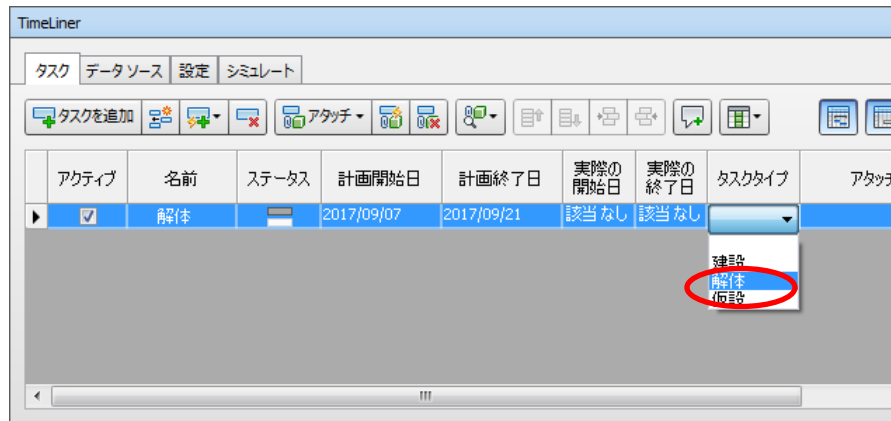 TimeLiner
タスク データ ソース 設定 シミュレート
タスクを追加 アタッチ
アクティブ 名前 ステータス 計画開始日 計画終了日 実際の開始日 実際の終了日 タスクタイプ アタッチ
解体 2017/09/07 2017/09/21 該当なし 該当なし
建設
解体
仮設